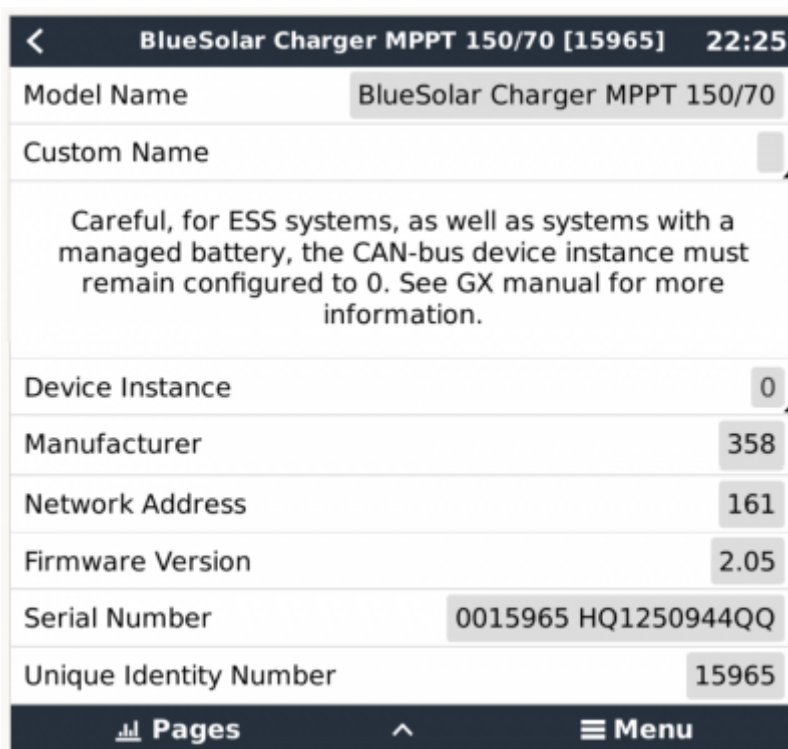 BlueSolar Charger MPPT 150/70 [15965] 22:25
Model Name BlueSolar Charger MPPT 150/70
Custom Name
Careful, for ESS systems, as well as systems with a
managed battery, the CAN-bus device instance must
remain configured to 0. See GX manual for more
information.
Device Instance 0
Manufacturer 358
Network Address 161
Firmware Version 2.05
Serial Number 0015965 HQ1250944QQ
Unique Identity Number 15965
Pages Menu